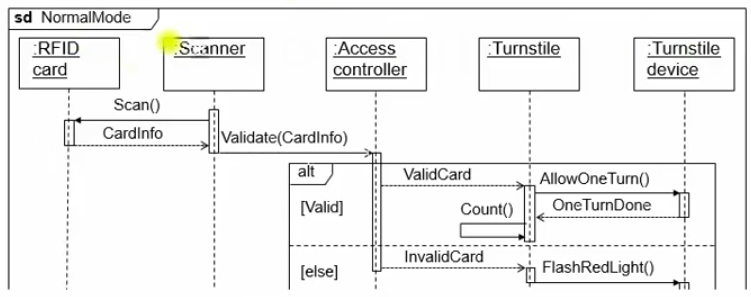 sd NormalMode
:RFID
card
:Scanner
:Access
controller
:Turnstile
:Turnstile
device
Scan()
CardInfo
Validate(CardInfo)
alt
ValidCard
AllowOneTurn()
[Valid]
Count()
OneTurnDone
InvalidCard
[else]
FlashRedLight()